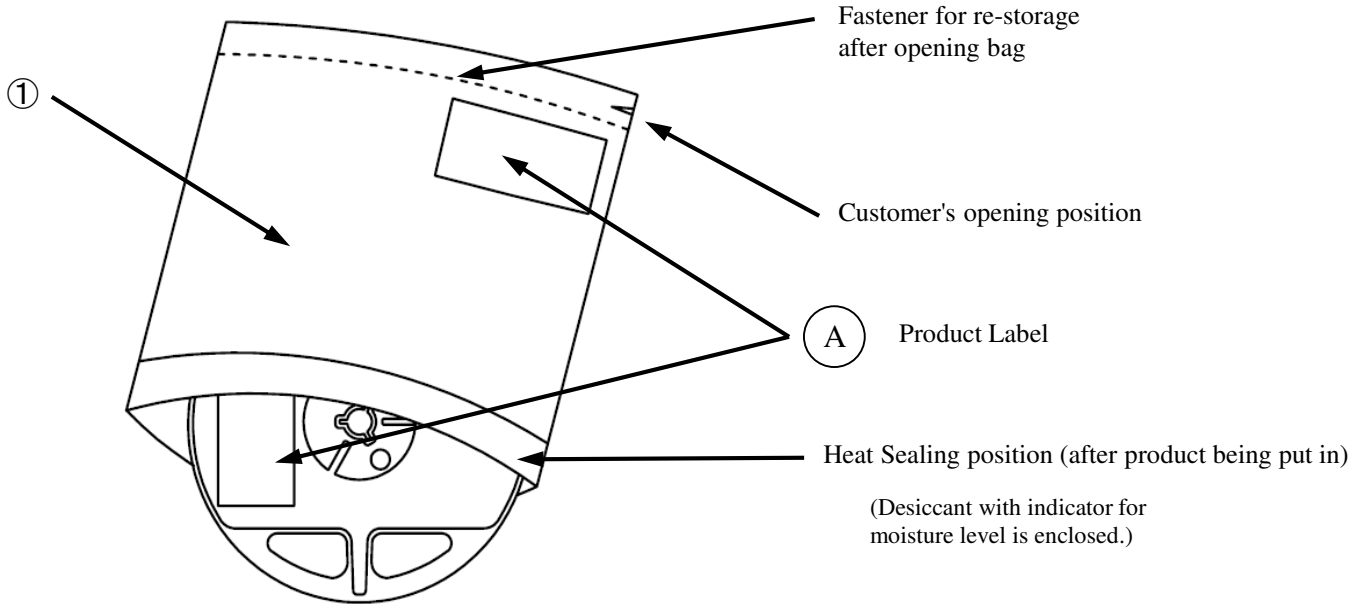 Fastener for re-storage
after opening bag
①
Customer's opening position
A
Product Label
Heat Sealing position (after product being put in)
(Desiccant with indicator for
moisture level is enclosed.)